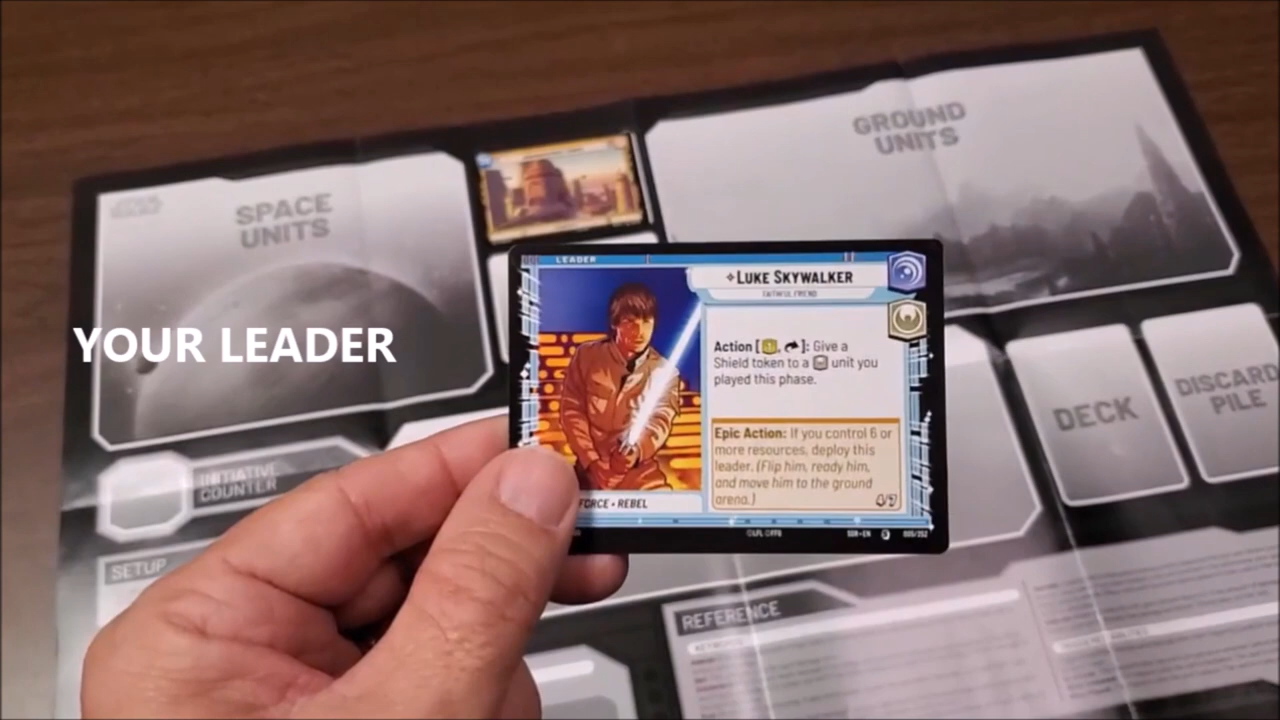 GROUND
UNITS
SPACE
UNITS
YOUR LEADER
LEADER
LUKE SKYWALKER
FAITHFUL FRIEND
Action [1, ]: Give a
Shield token to a unit you
played this phase.
Epic Action: If you control 6 or
more resources, deploy this
leader. (Flip him, ready him,
and move him to the ground
arena.)
FORCE • REBEL
DECK
DISCARD
PILE
INITIATIVE
COUNTER
SETUP
REFERENCE